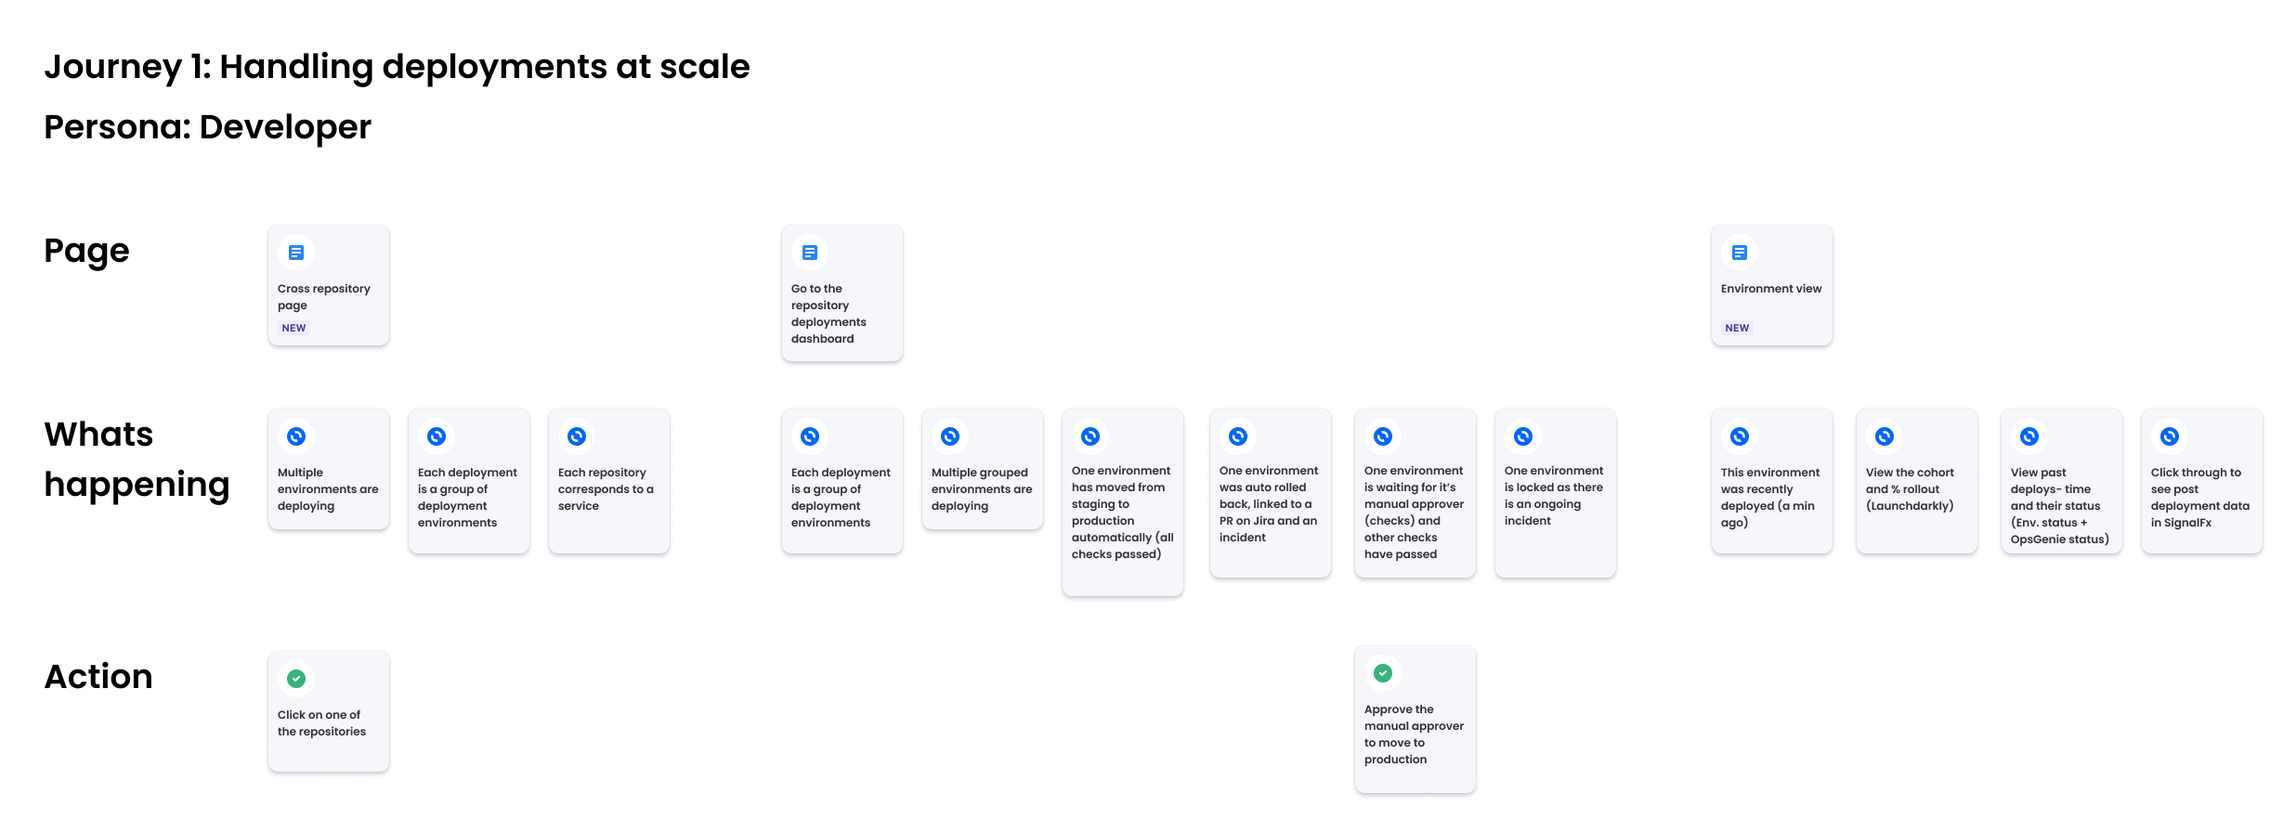 Journey 1: Handling deployments at scale
Persona: Developer
Page
Cross repository
page
NEW
Go to the
repository
deployments
dashboard
Environment view
NEW
Whats
happening
Multiple
environments are
deploying
Each deployment
is a group of
deployment
environments
Each repository
corresponds to a
service
Each deployment
is a group of
deployment
environments
Multiple grouped
environments are
deploying
One environment
has moved from
staging to
production
automatically (all
checks passed)
One environment
was auto rolled
back, linked to a
PR on Jira and an
incident
One environment
is waiting for it's
manual approver
(checks) and
other checks
have passed
One environment
is locked as there
is an ongoing
incident
This environment
was recently
deployed (a min
ago)
View the cohort
and % rollout
(Launchdarkly)
View past
deploys- time
and their status
(Env. status +
OpsGenie status)
Click through to
see post
deployment data
in SignalFx
Action
Click on one of
the repositories
Approve the
manual approver
to move to
production